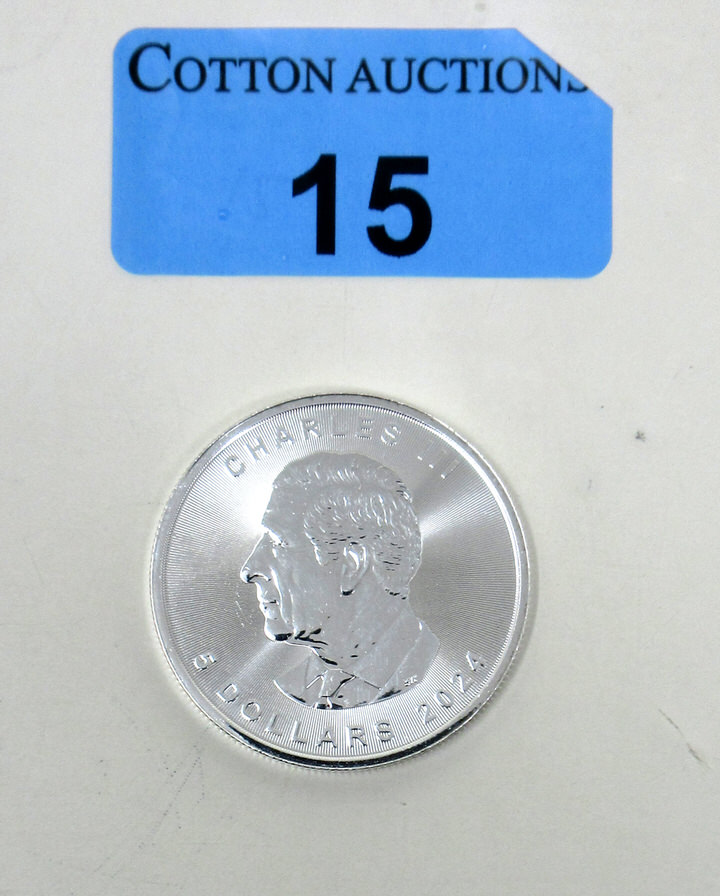 COTTON AUCTIONS
15
CHARLES III
5 DOLLARS 2024